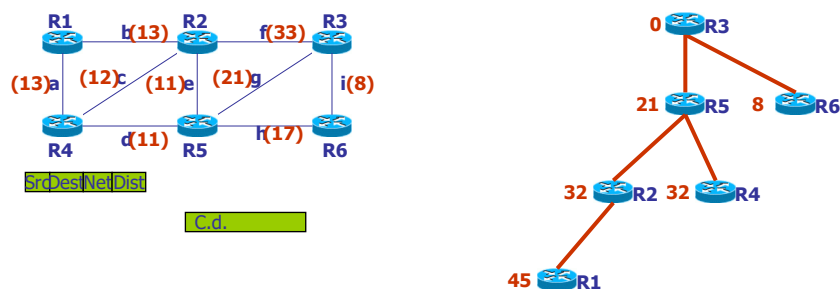 R1 R2 R3
b(13) f(33)
(13)a (12)c (11)e (21)g i(8)
d(11) h(17)
R4 R5 R6
Src Dest Net Dist
C.d.
0 R3
21 R5 8 R6
32 R2 32 R4
45 R1